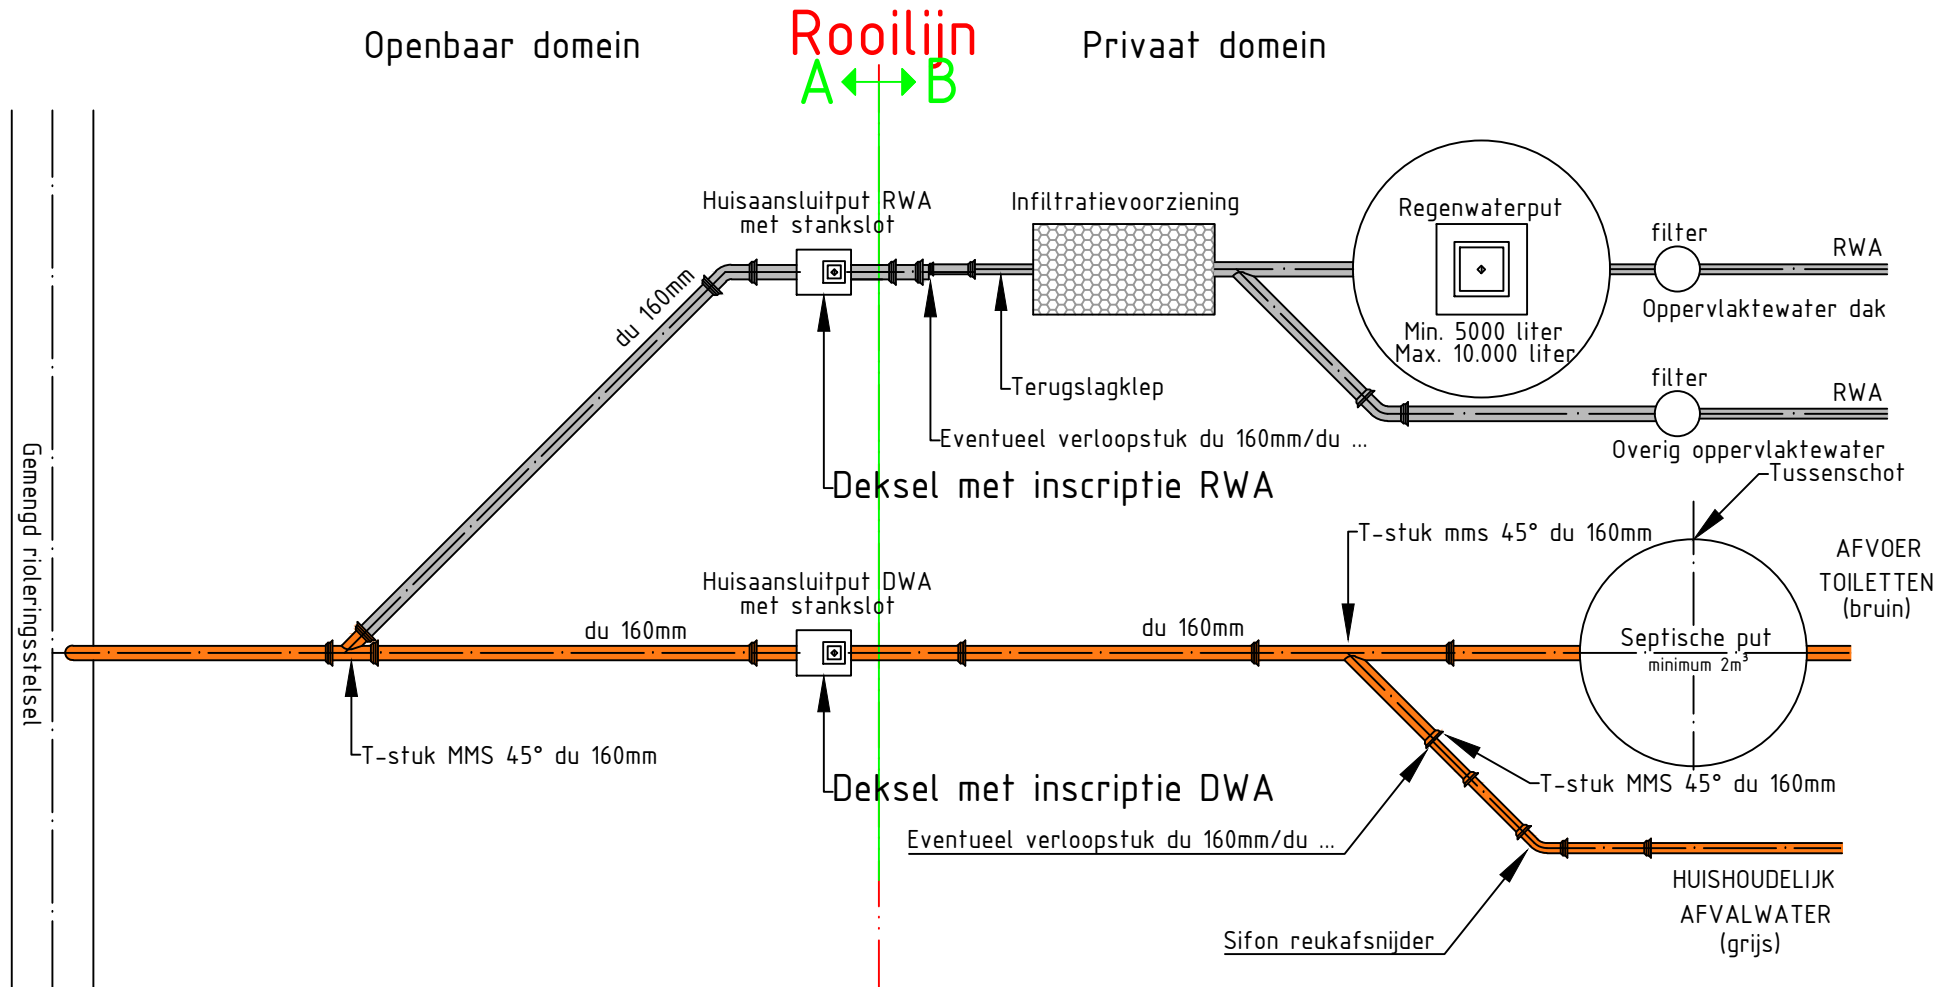 Openbaar domein
Rooilijn
Privaat domein
A
B
Huisaansluitput RWA
met stankslot
Infiltratievoorziening
Regenwaterput
Min. 5000 liter
Max. 10.000 liter
filter
RWA
Oppervlaktewater dak
du 160mm
Terugslagklep
filter
RWA
Eventueel verloopstuk du 160mm/du ...
Overig oppervlaktewater
Tussenschot
Deksel met inscriptie RWA
Gemengd rioleringsstelsel
T-stuk mms 45° du 160mm
AFVOER
TOILETTEN
(bruin)
Huisaansluitput DWA
met stankslot
du 160mm
du 160mm
Septische put
minimum 2m³
T-stuk MMS 45° du 160mm
Deksel met inscriptie DWA
T-stuk MMS 45° du 160mm
Eventueel verloopstuk du 160mm/du ...
HUISHOUDELIJK
AFVALWATER
(grijs)
Sifon reukafsnijder